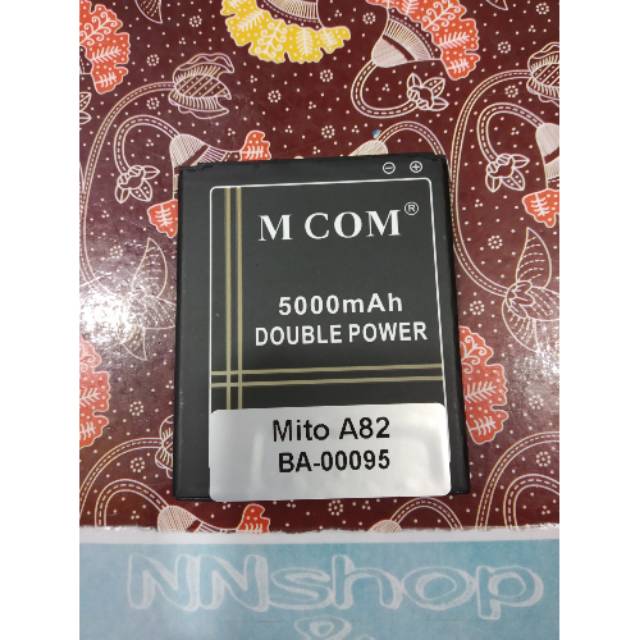 ⊖ ⊕
M COM®
5000mAh
DOUBLE POWER
Mito A82
BA-00095
NNshop
&